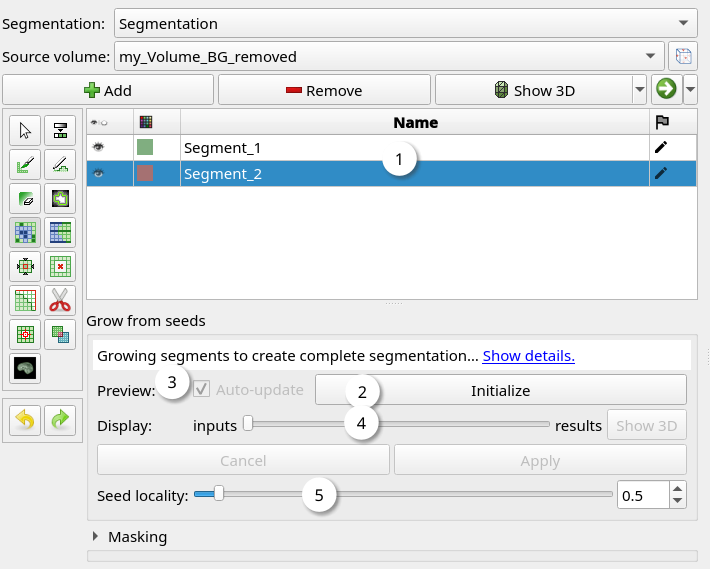 Segmentation: Segmentation
Source volume: my_Volume_BG_removed
Add Remove Show 3D
Name
Segment_1
1
Segment_2
Grow from seeds
Growing segments to create complete segmentation... Show details.
Preview: 3 Auto-update 2 Initialize
Display: inputs 4 results Show 3D
Cancel Apply
Seed locality: 5 0.5
Masking